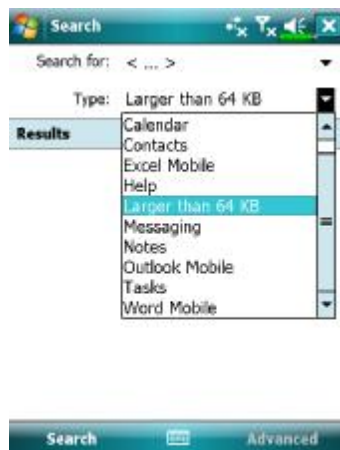 Search
Search for: < ... >
Type: Larger than 64 KB
Results
Calendar
Contacts
Excel Mobile
Help
Larger than 64 KB
Messaging
Notes
Outlook Mobile
Tasks
Word Mobile
Search Advanced